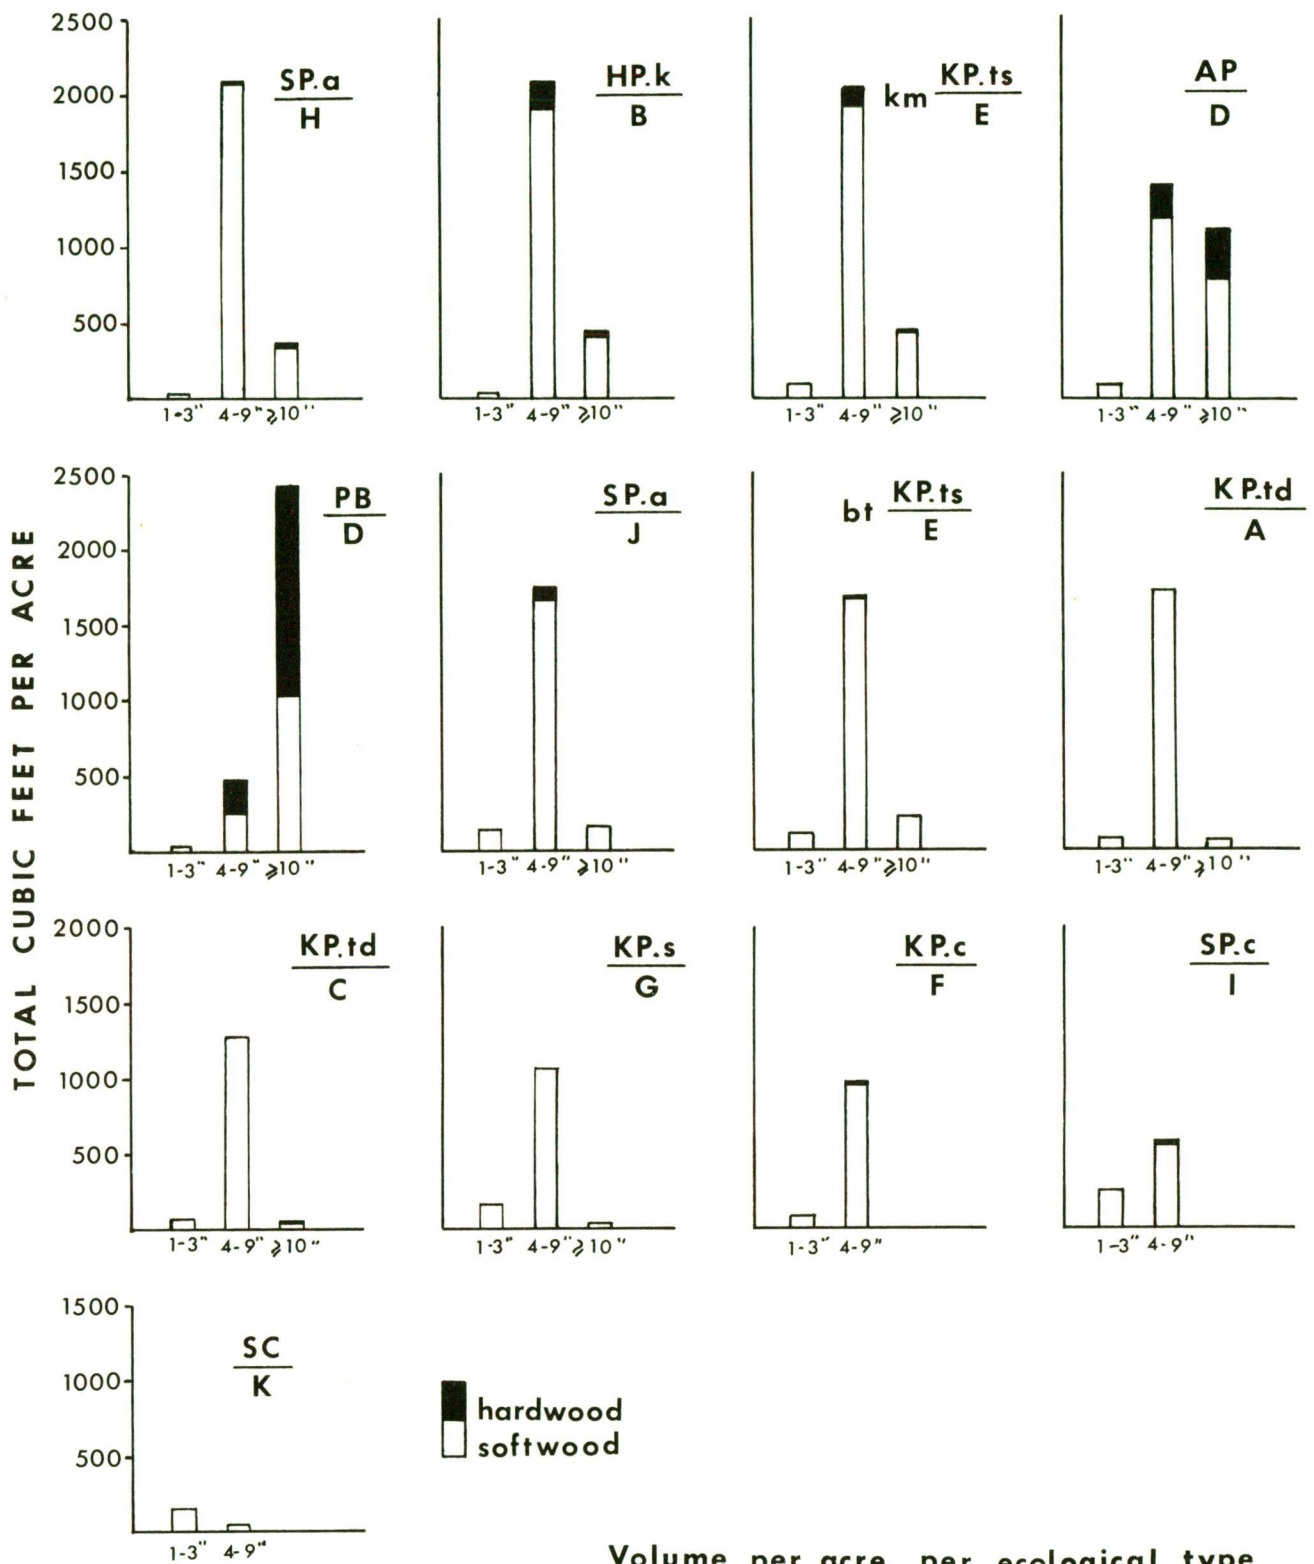 TOTAL CUBIC FEET PER ACRE
2500
2000
1500
1000
500
SP.a
H
1-3" 4-9" ⩾10"
HP.k
B
1-3" 4-9" ⩾10"
km KP.ts
E
1-3" 4-9" ⩾10"
AP
D
1-3" 4-9" ⩾10"
2500
2000
1500
1000
500
PB
D
1-3" 4-9" ⩾10"
SP.a
J
1-3" 4-9" ⩾10"
bt KP.ts
E
1-3" 4-9" ⩾10"
KP.td
A
1-3" 4-9" ⩾10"
2000
1500
1000
500
KP.td
C
1-3" 4-9" ⩾10"
KP.s
G
1-3" 4-9" ⩾10"
KP.c
F
1-3" 4-9"
SP.c
I
1-3" 4-9"
1500
1000
500
SC
K
1-3" 4-9"
hardwood
softwood
Volume per acre per ecological type